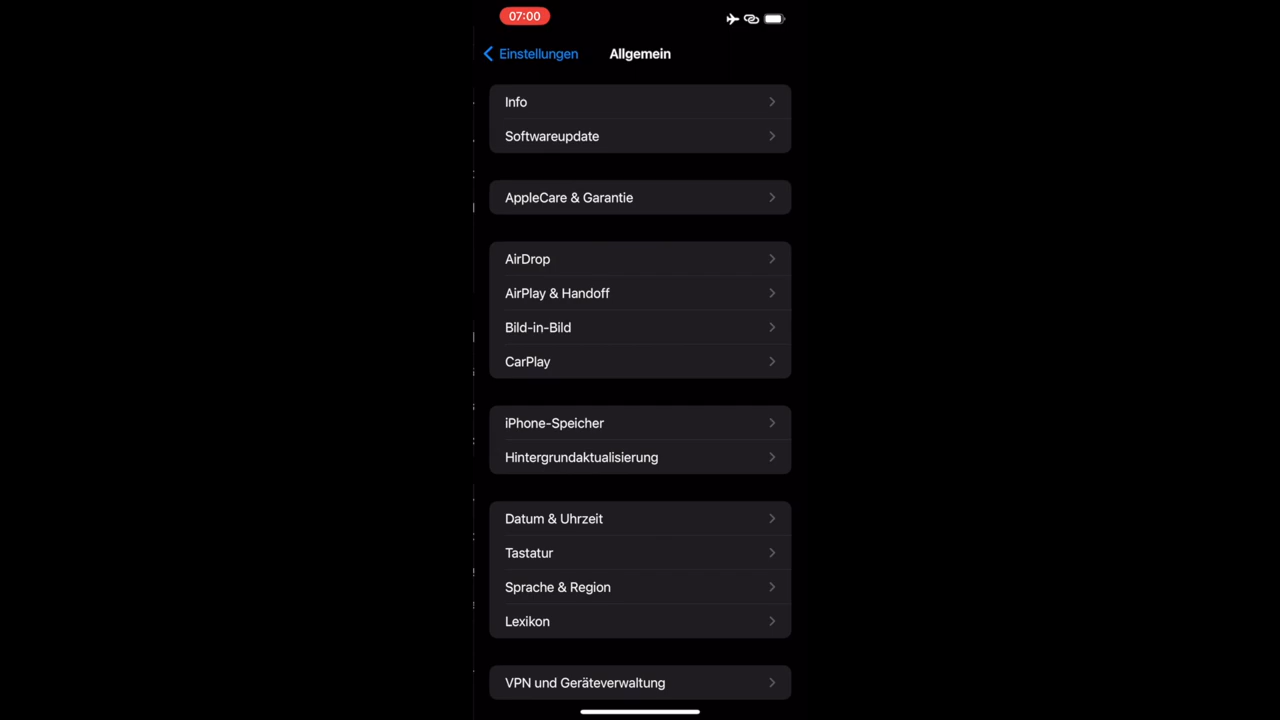 07:00
Einstellungen Allgemein
Info
Softwareupdate
AppleCare & Garantie
AirDrop
AirPlay & Handoff
Bild-in-Bild
CarPlay
iPhone-Speicher
Hintergrundaktualisierung
Datum & Uhrzeit
Tastatur
Sprache & Region
Lexikon
VPN und Geräteverwaltung